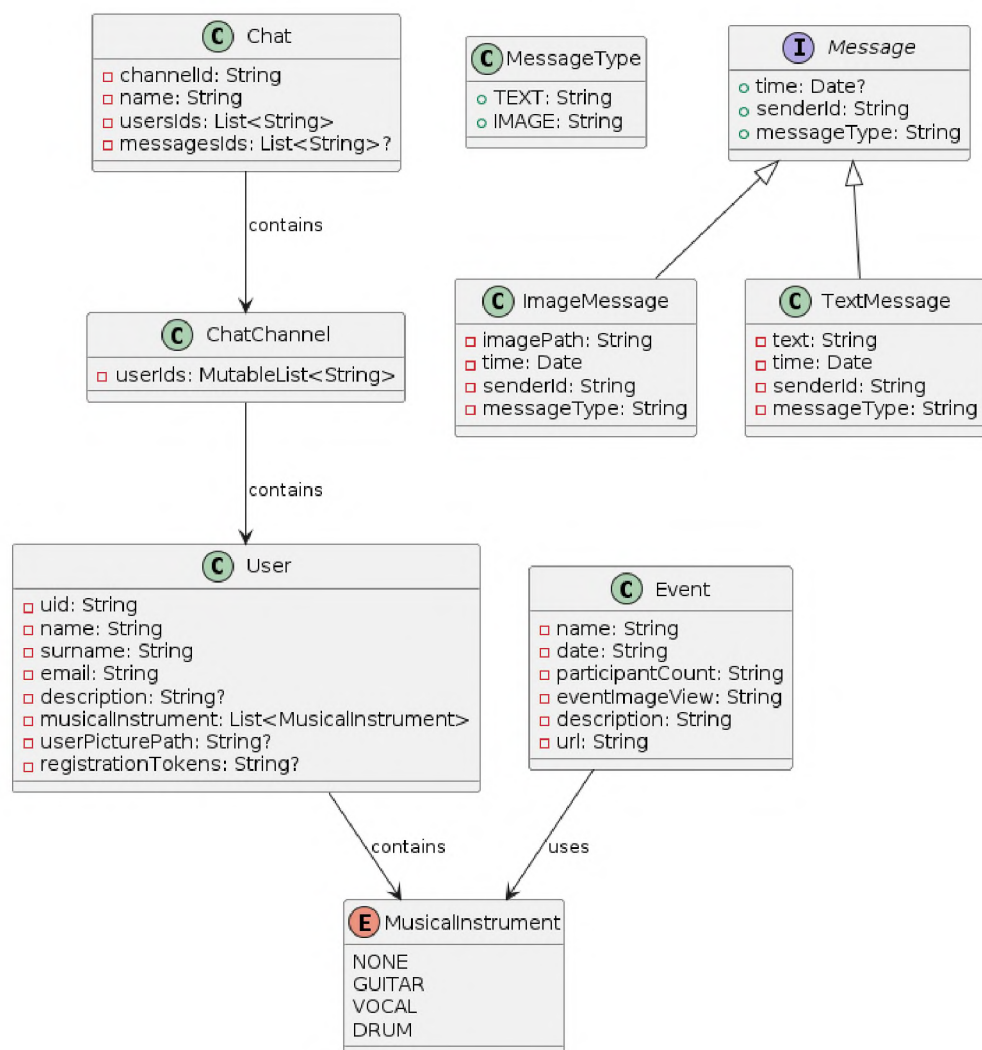 C Chat
channelId: String
name: String
usersIds: List<String>
messagesIds: List<String>?
C MessageType
TEXT: String
IMAGE: String
I Message
time: Date?
senderId: String
messageType: String
contains
C ChatChannel
userIds: MutableList<String>
C ImageMessage
imagePath: String
time: Date
senderId: String
messageType: String
C TextMessage
text: String
time: Date
senderId: String
messageType: String
contains
C User
uid: String
name: String
surname: String
email: String
description: String?
musicalInstrument: List<MusicalInstrument>
userPicturePath: String?
registrationTokens: String?
C Event
name: String
date: String
participantCount: String
eventImageView: String
description: String
url: String
contains
uses
E MusicalInstrument
NONE
GUITAR
VOCAL
DRUM